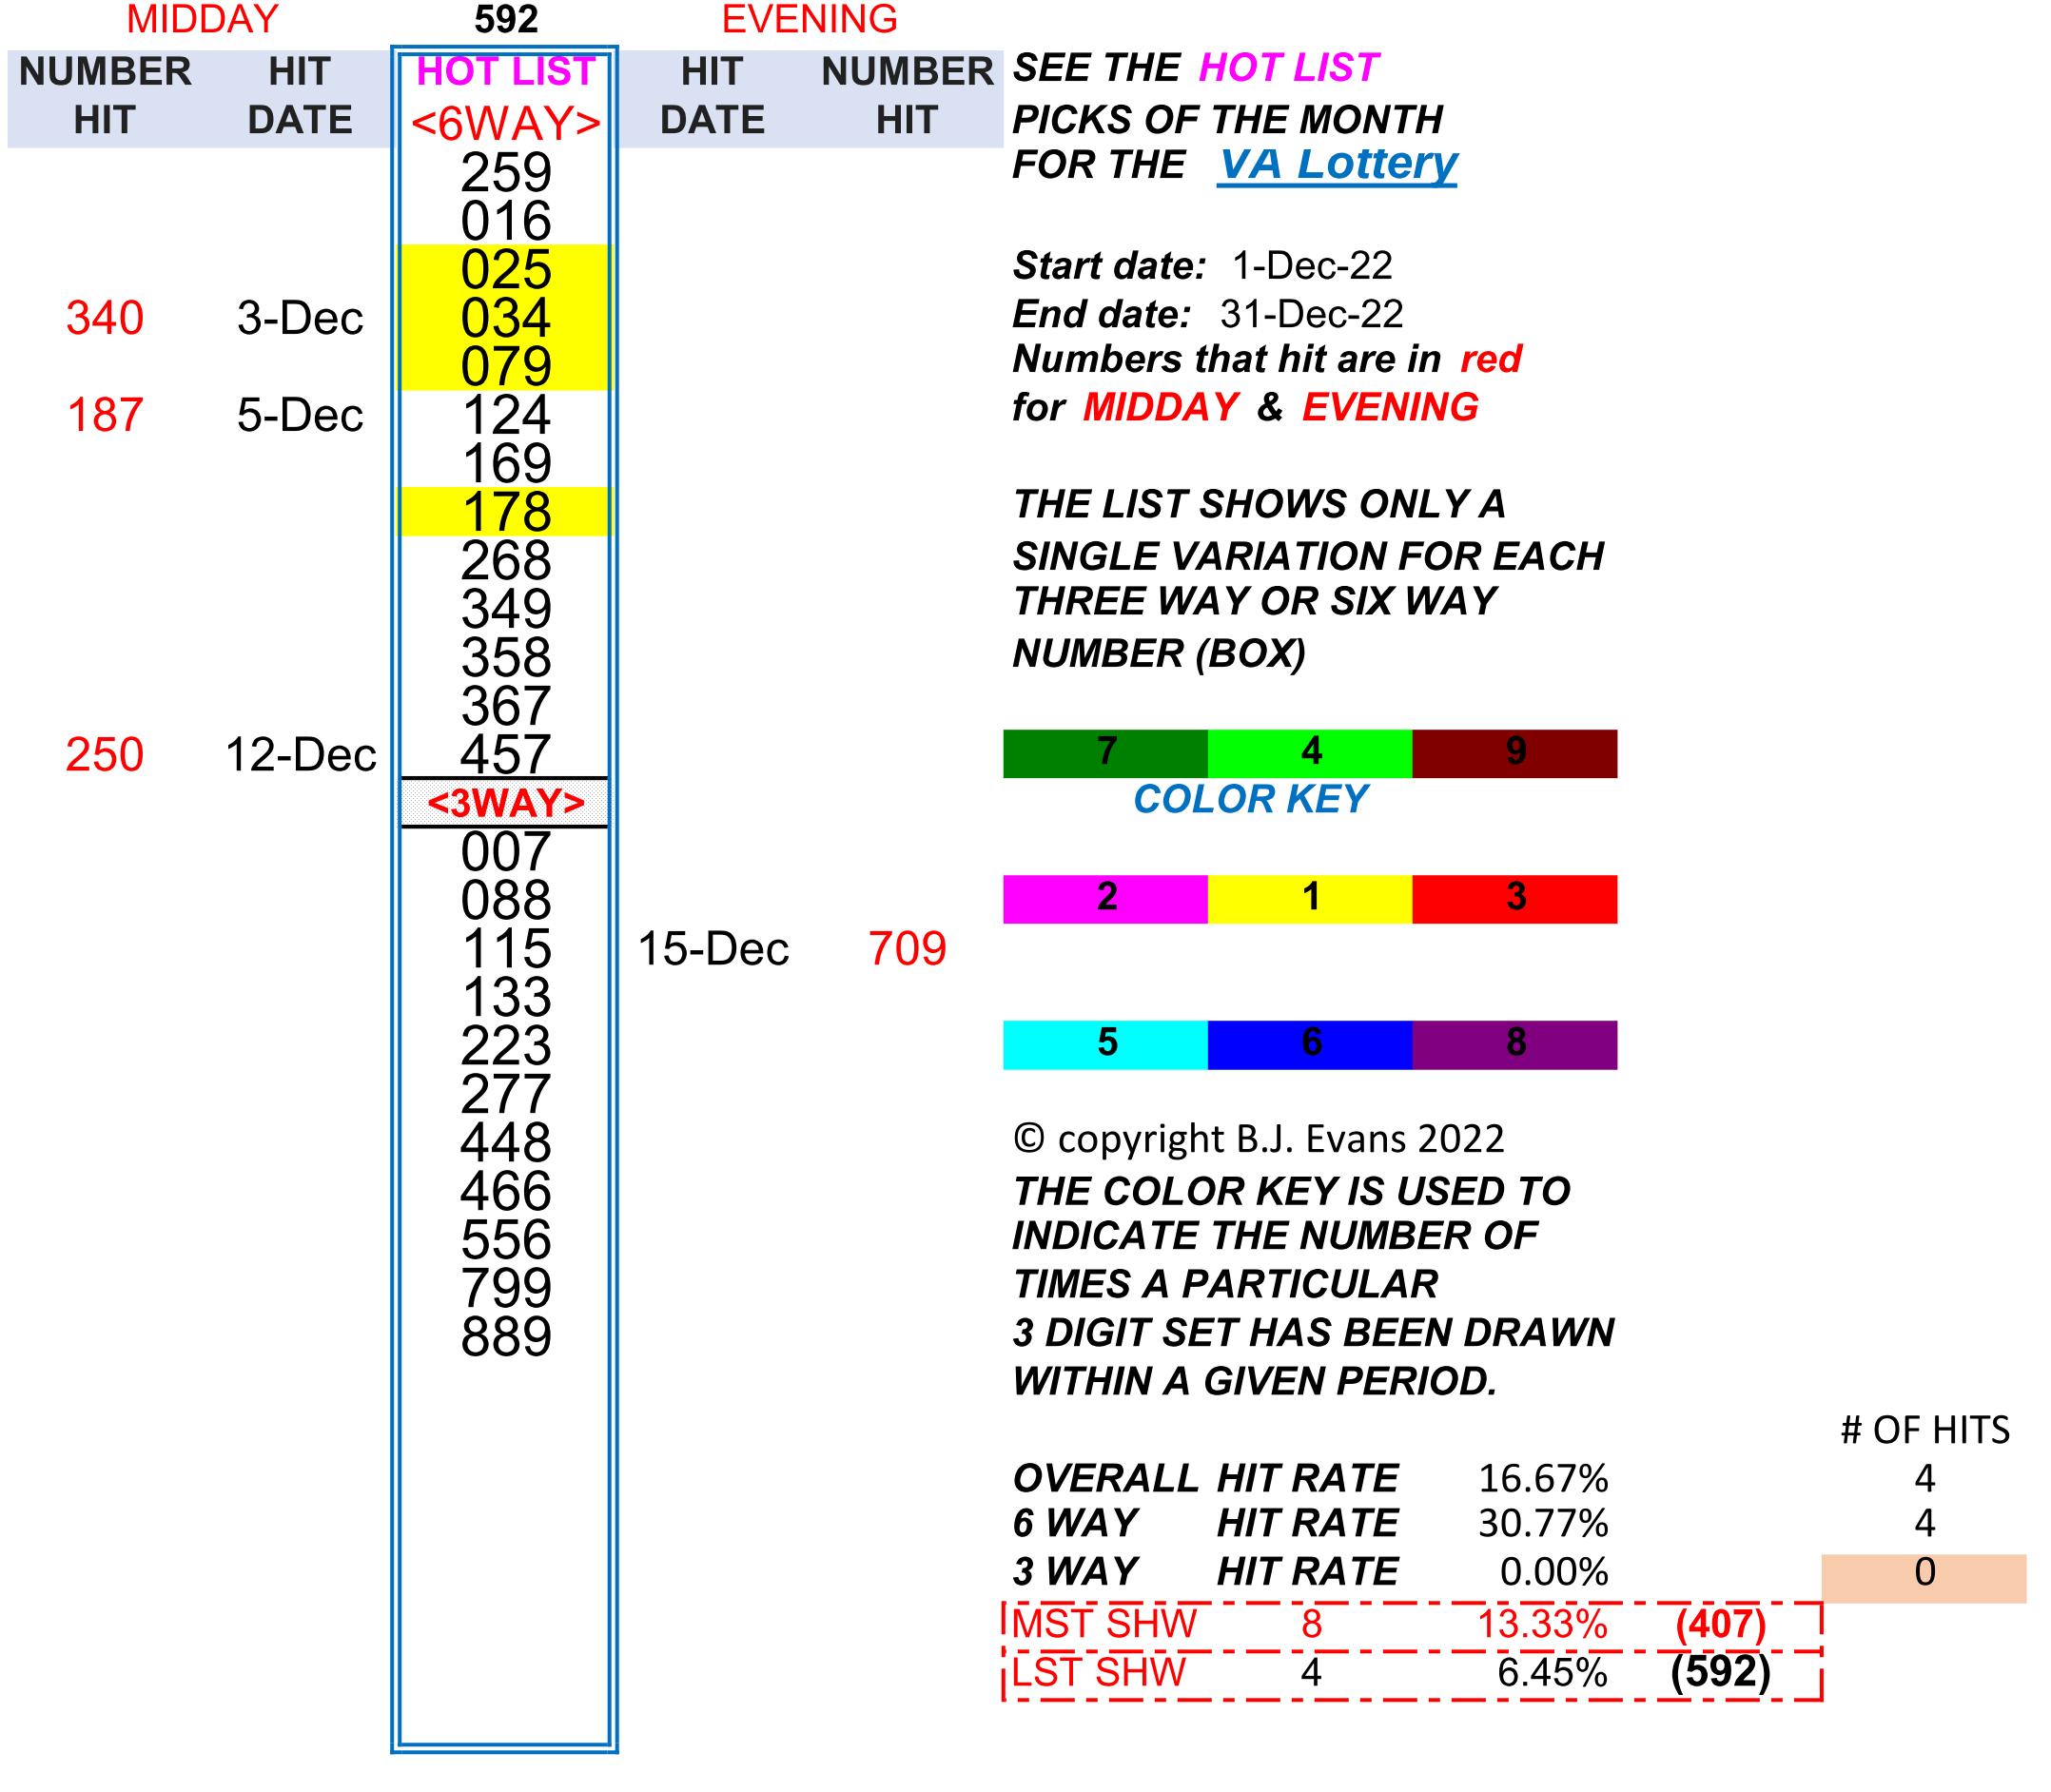 MIDDAY 592 EVENING
NUMBER HIT HOT LIST HIT NUMBER SEE THE HOT LIST
HIT DATE <6WAY> DATE HIT PICKS OF THE MONTH
259 FOR THE VA Lottery
016
025 Start date: 1-Dec-22
340 3-Dec 034 End date: 31-Dec-22
079 Numbers that hit are in red
187 5-Dec 124 for MIDDAY & EVENING
169
178 THE LIST SHOWS ONLY A
268 SINGLE VARIATION FOR EACH
349 THREE WAY OR SIX WAY
358 NUMBER (BOX)
367
250 12-Dec 457 7 4 9
<3WAY> COLOR KEY
007
088 2 1 3
115 15-Dec 709
133
223 5 6 8
277
448 © copyright B.J. Evans 2022
466 THE COLOR KEY IS USED TO
556 INDICATE THE NUMBER OF
799 TIMES A PARTICULAR
889 3 DIGIT SET HAS BEEN DRAWN
WITHIN A GIVEN PERIOD.
# OF HITS
OVERALL HIT RATE 16.67% 4
6 WAY HIT RATE 30.77% 4
3 WAY HIT RATE 0.00% 0
MST SHW 8 13.33% (407)
LST SHW 4 6.45% (592)